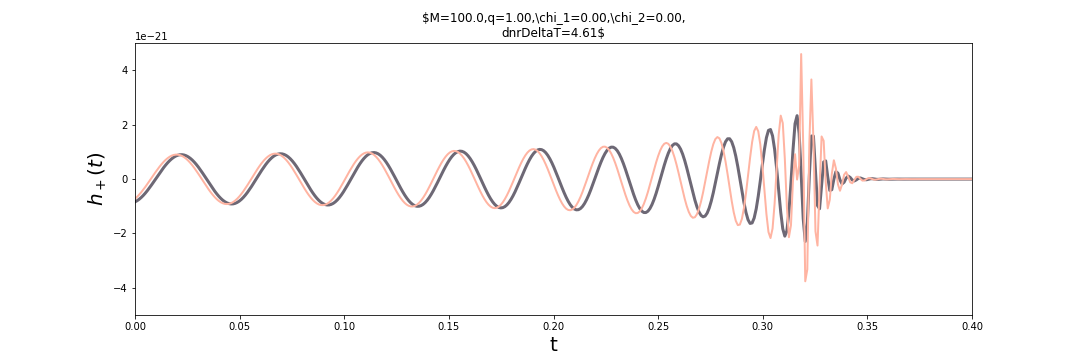 $M=100.0,q=1.00,\chi_1=0.00,\chi_2=0.00,
dnrDeltaT=4.61$
1e−21
4
2
0
−2
−4
h₊(t)
0.00 0.05 0.10 0.15 0.20 0.25 0.30 0.35 0.40
t